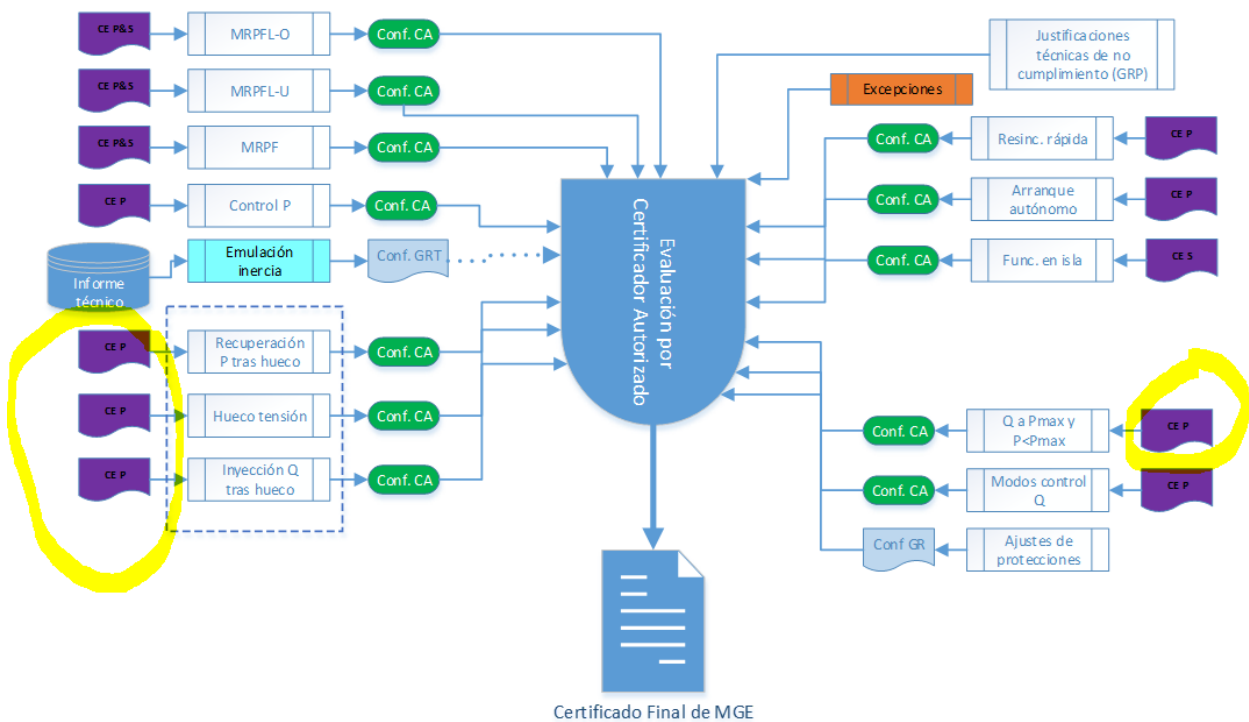 CE P&S
MRPFL-O
Conf. CA
CE P&S
MRPFL-U
Conf. CA
CE P&S
MRPF
Conf. CA
CE P
Control P
Conf. CA
Informe
técnico
Emulación
inercia
Conf. GRT
CE P
Recuperación
P tras hueco
Conf. CA
CE P
Hueco tensión
Conf. CA
CE P
Inyección Q
tras hueco
Conf. CA
Evaluación por
Certificador Autorizado
Justificaciones
técnicas de no
cumplimiento (GRP)
Excepciones
Conf. CA
Resinc. rápida
CE P
Conf. CA
Arranque
autónomo
CE P
Conf. CA
Func. en isla
CE S
Conf. CA
Q a Pmax y
P<Pmax
CE P
Conf. CA
Modos control
Q
CE P
Conf GR
Ajustes de
protecciones
Certificado Final de MGE